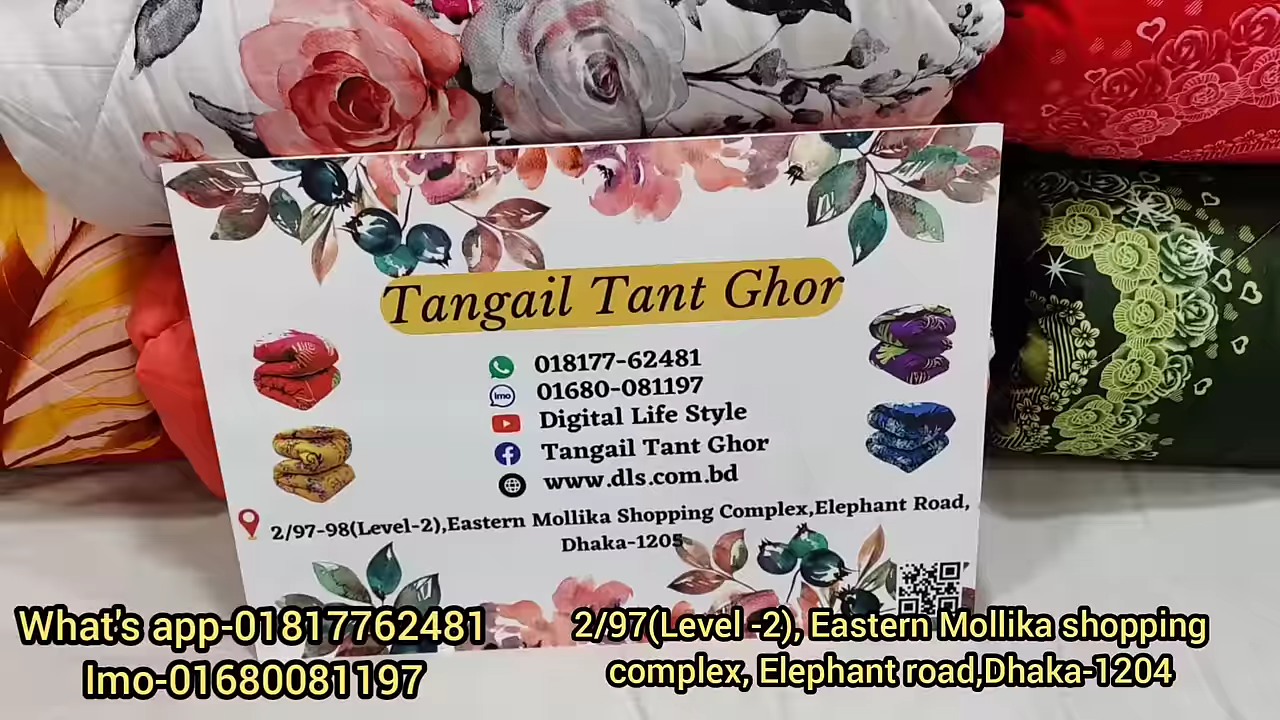 Tangail Tant Ghor
018177-62481
imo 01680-081197
Digital Life Style
Tangail Tant Ghor
www.dls.com.bd
2/97-98(Level-2),Eastern Mollika Shopping Complex,Elephant Road,
Dhaka-1205
What's app-01817762481
Imo-01680081197
2/97(Level -2), Eastern Mollika shopping
complex, Elephant road,Dhaka-1204